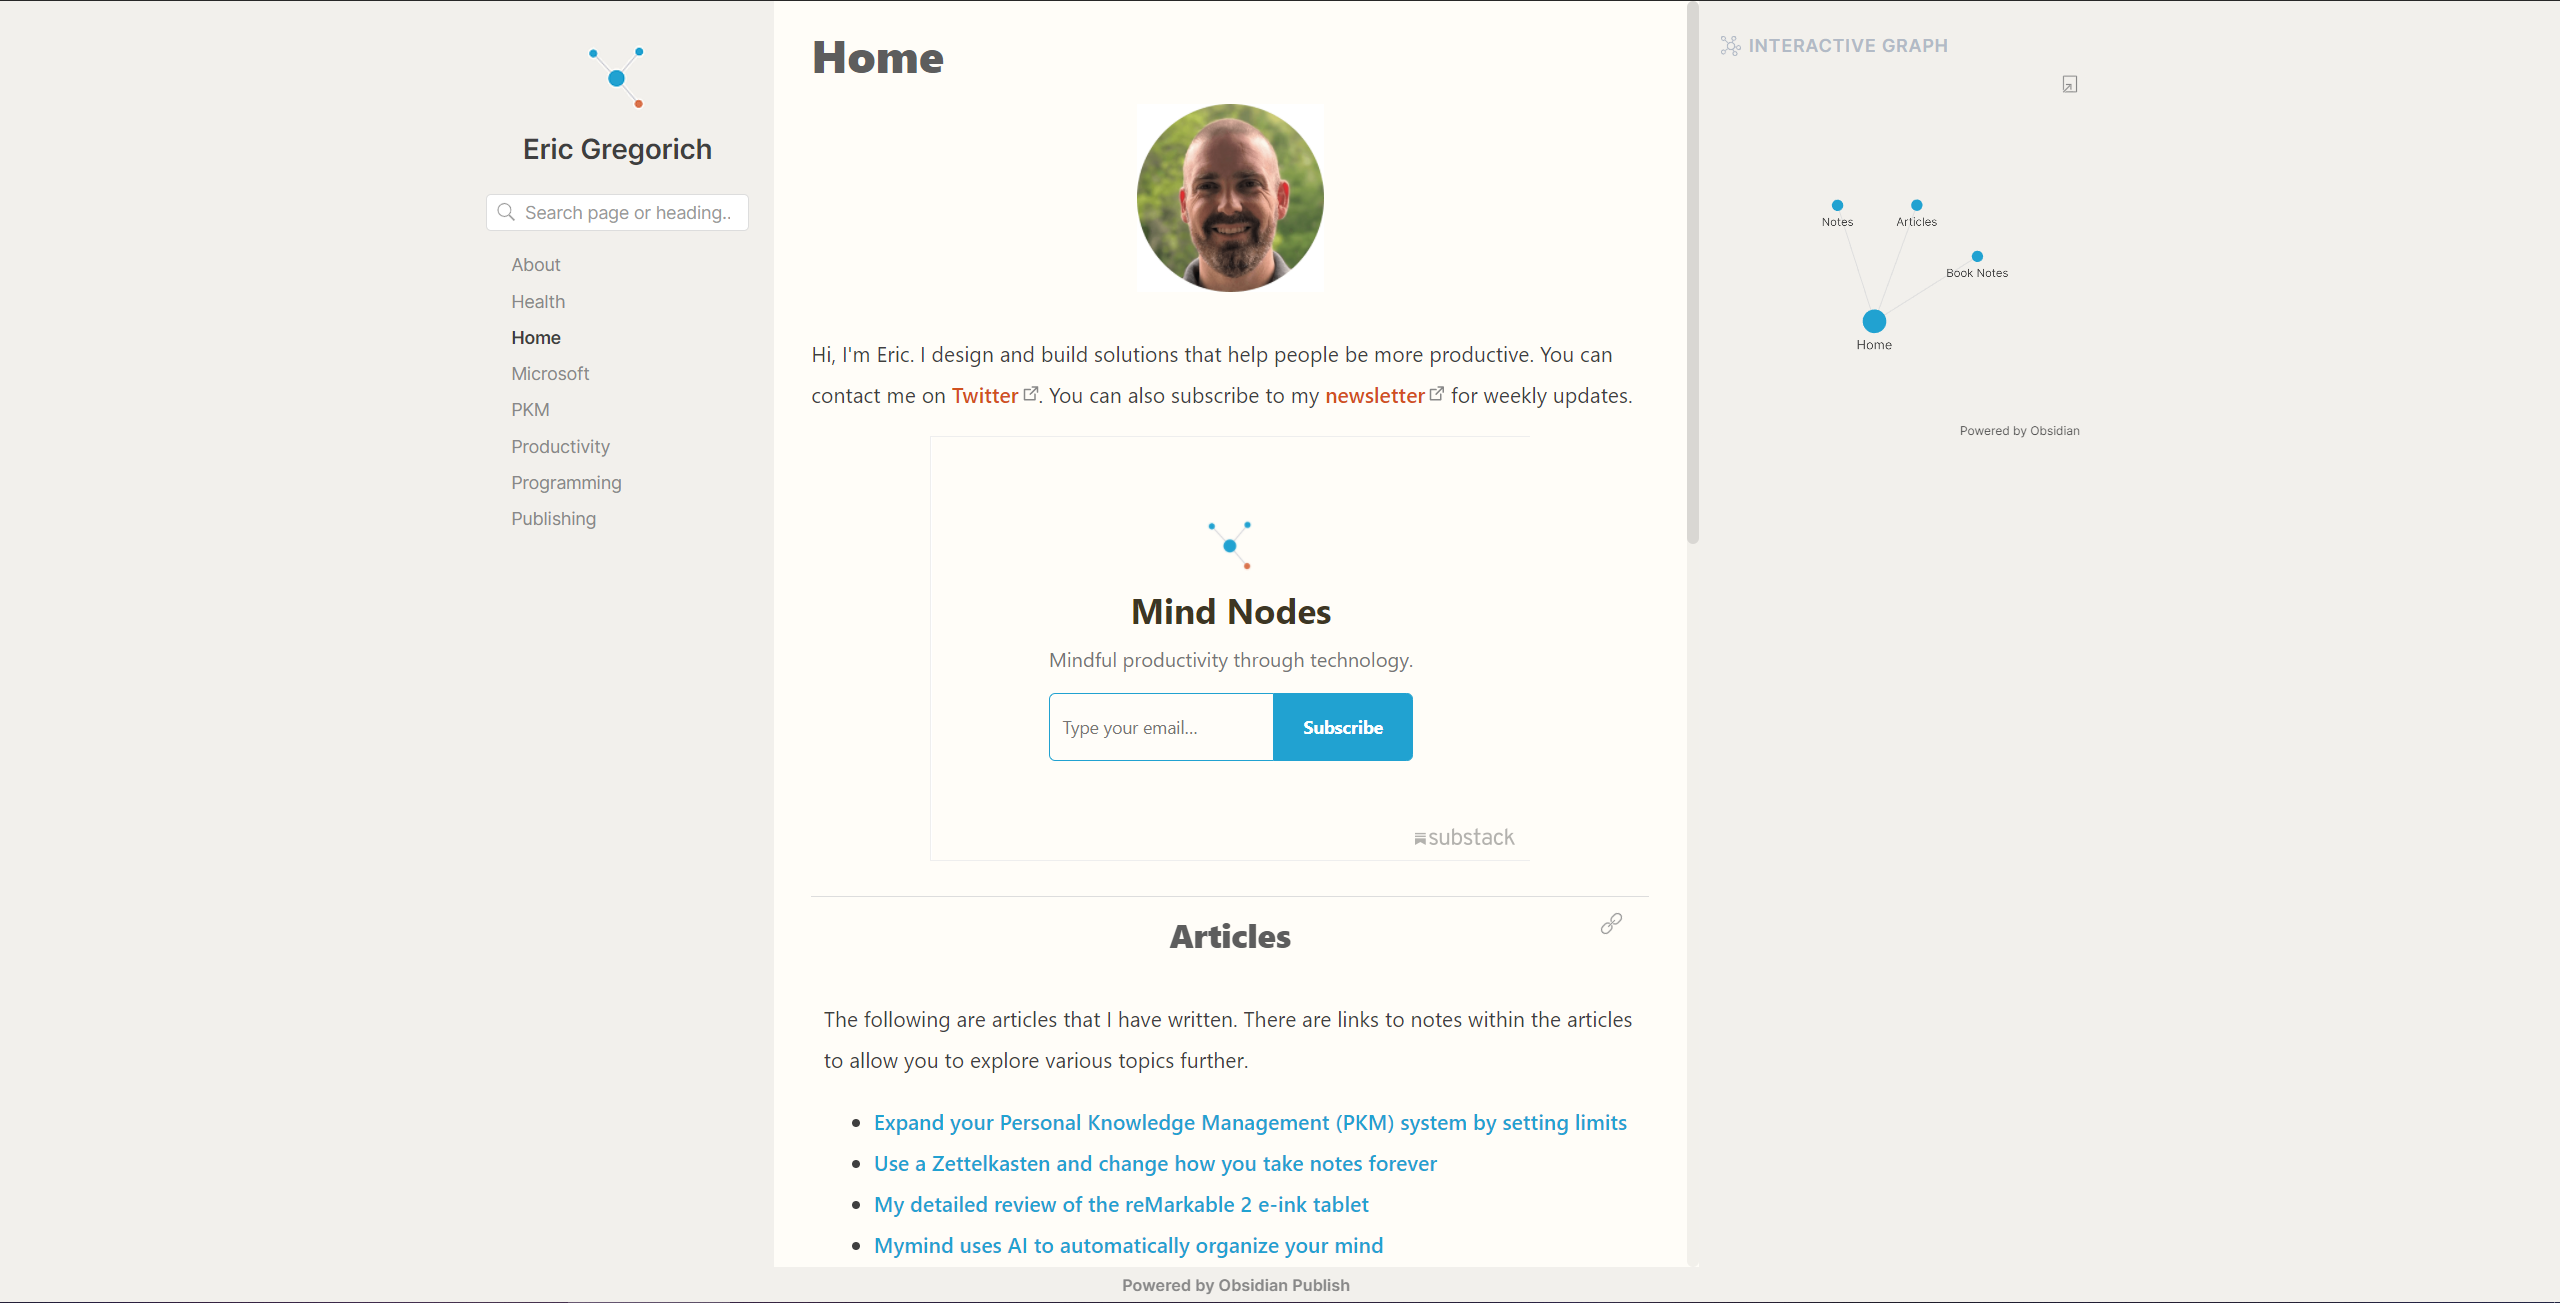 Eric Gregorich
Search page or heading..
About
Health
Home
Microsoft
PKM
Productivity
Programming
Publishing
Home
Hi, I'm Eric. I design and build solutions that help people be more productive. You can
contact me on Twitter. You can also subscribe to my newsletter for weekly updates.
Mind Nodes
Mindful productivity through technology.
Type your email...
Subscribe
substack
Articles
The following are articles that I have written. There are links to notes within the articles
to allow you to explore various topics further.
• Expand your Personal Knowledge Management (PKM) system by setting limits
• Use a Zettelkasten and change how you take notes forever
• My detailed review of the reMarkable 2 e-ink tablet
• Mymind uses AI to automatically organize your mind
Powered by Obsidian Publish
INTERACTIVE GRAPH
Notes
Articles
Book Notes
Home
Powered by Obsidian